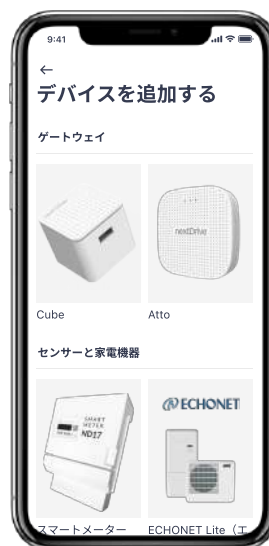 9:41
デバイスを追加する
ゲートウェイ
nextDrive
Cube
Atto
センサーと家電機器
SMART
METER
ND17
ECHONET
スマートメーター
ECHONET Lite（エ